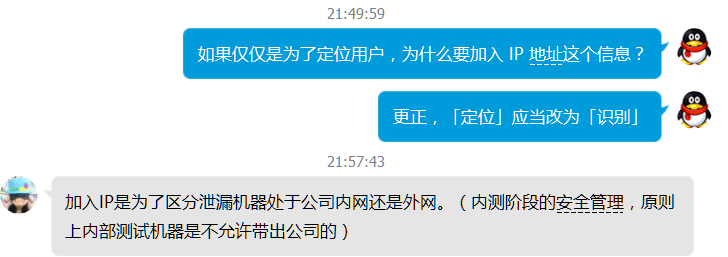 21:49:59
如果仅仅是为了定位用户，为什么要加入 IP 地址这个信息？
更正，「定位」应当改为「识别」
21:57:43
加入IP是为了区分泄漏机器处于公司内网还是外网。（内测阶段的安全管理，原则
上内部测试机器是不允许带出公司的）